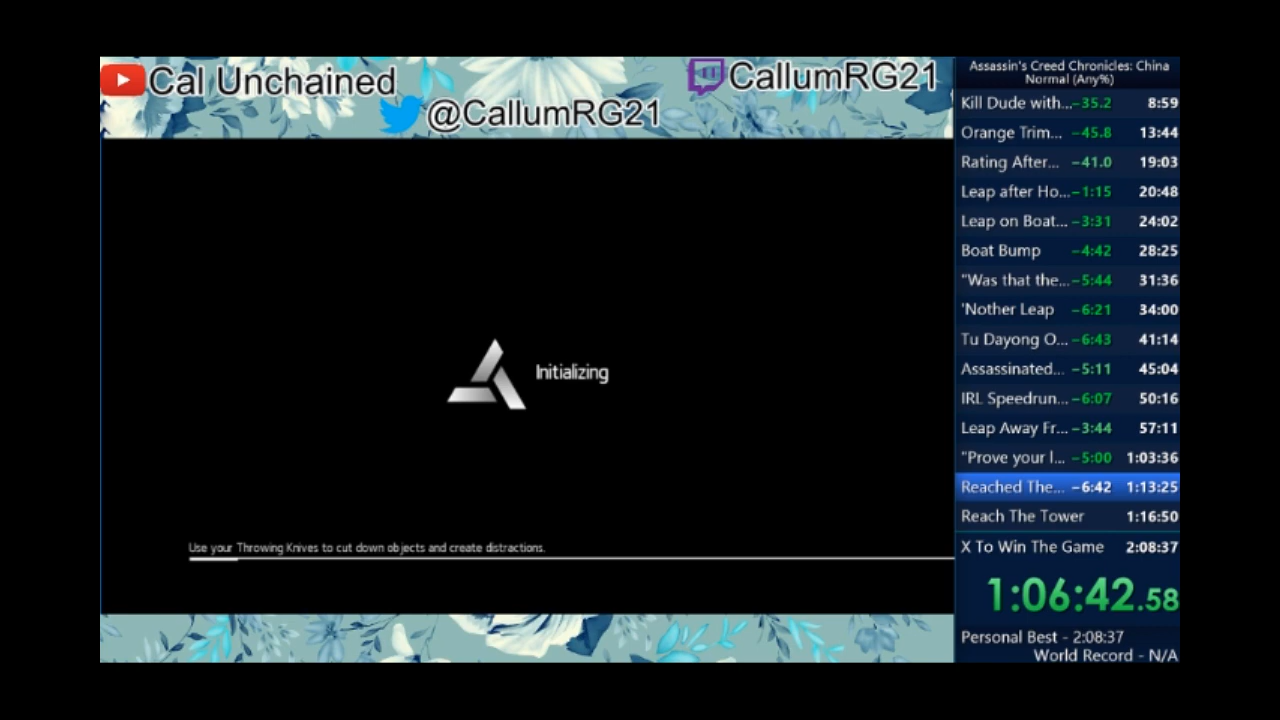 Cal Unchained
CallumRG21
@CallumRG21
Assassin's Creed Chronicles: China
Normal (Any%)
Kill Dude with... -35.2 8:59
Orange Trim... -45.8 13:44
Rating After... -41.0 19:03
Leap after Ho... -1:15 20:48
Leap on Boat... -3:31 24:02
Boat Bump -4:42 28:25
"Was that the... -5:44 31:36
'Nother Leap -6:21 34:00
Tu Dayong O... -6:43 41:14
Assassinated... -5:11 45:04
IRL Speedrun... -6:07 50:16
Leap Away Fr... -3:44 57:11
"Prove your l... -5:00 1:03:36
Reached The... -6:42 1:13:25
Reach The Tower 1:16:50
X To Win The Game 2:08:37
1:06:42.58
Personal Best - 2:08:37
World Record - N/A
Initializing
Use your Throwing Knives to cut down objects and create distractions.